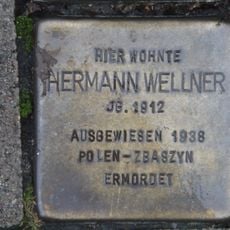 HIER WOHNTE
HERMANN WELLNER
JG. 1912
AUSGEWIESEN 1938
POLEN-ZBASZYN
ERMORDET